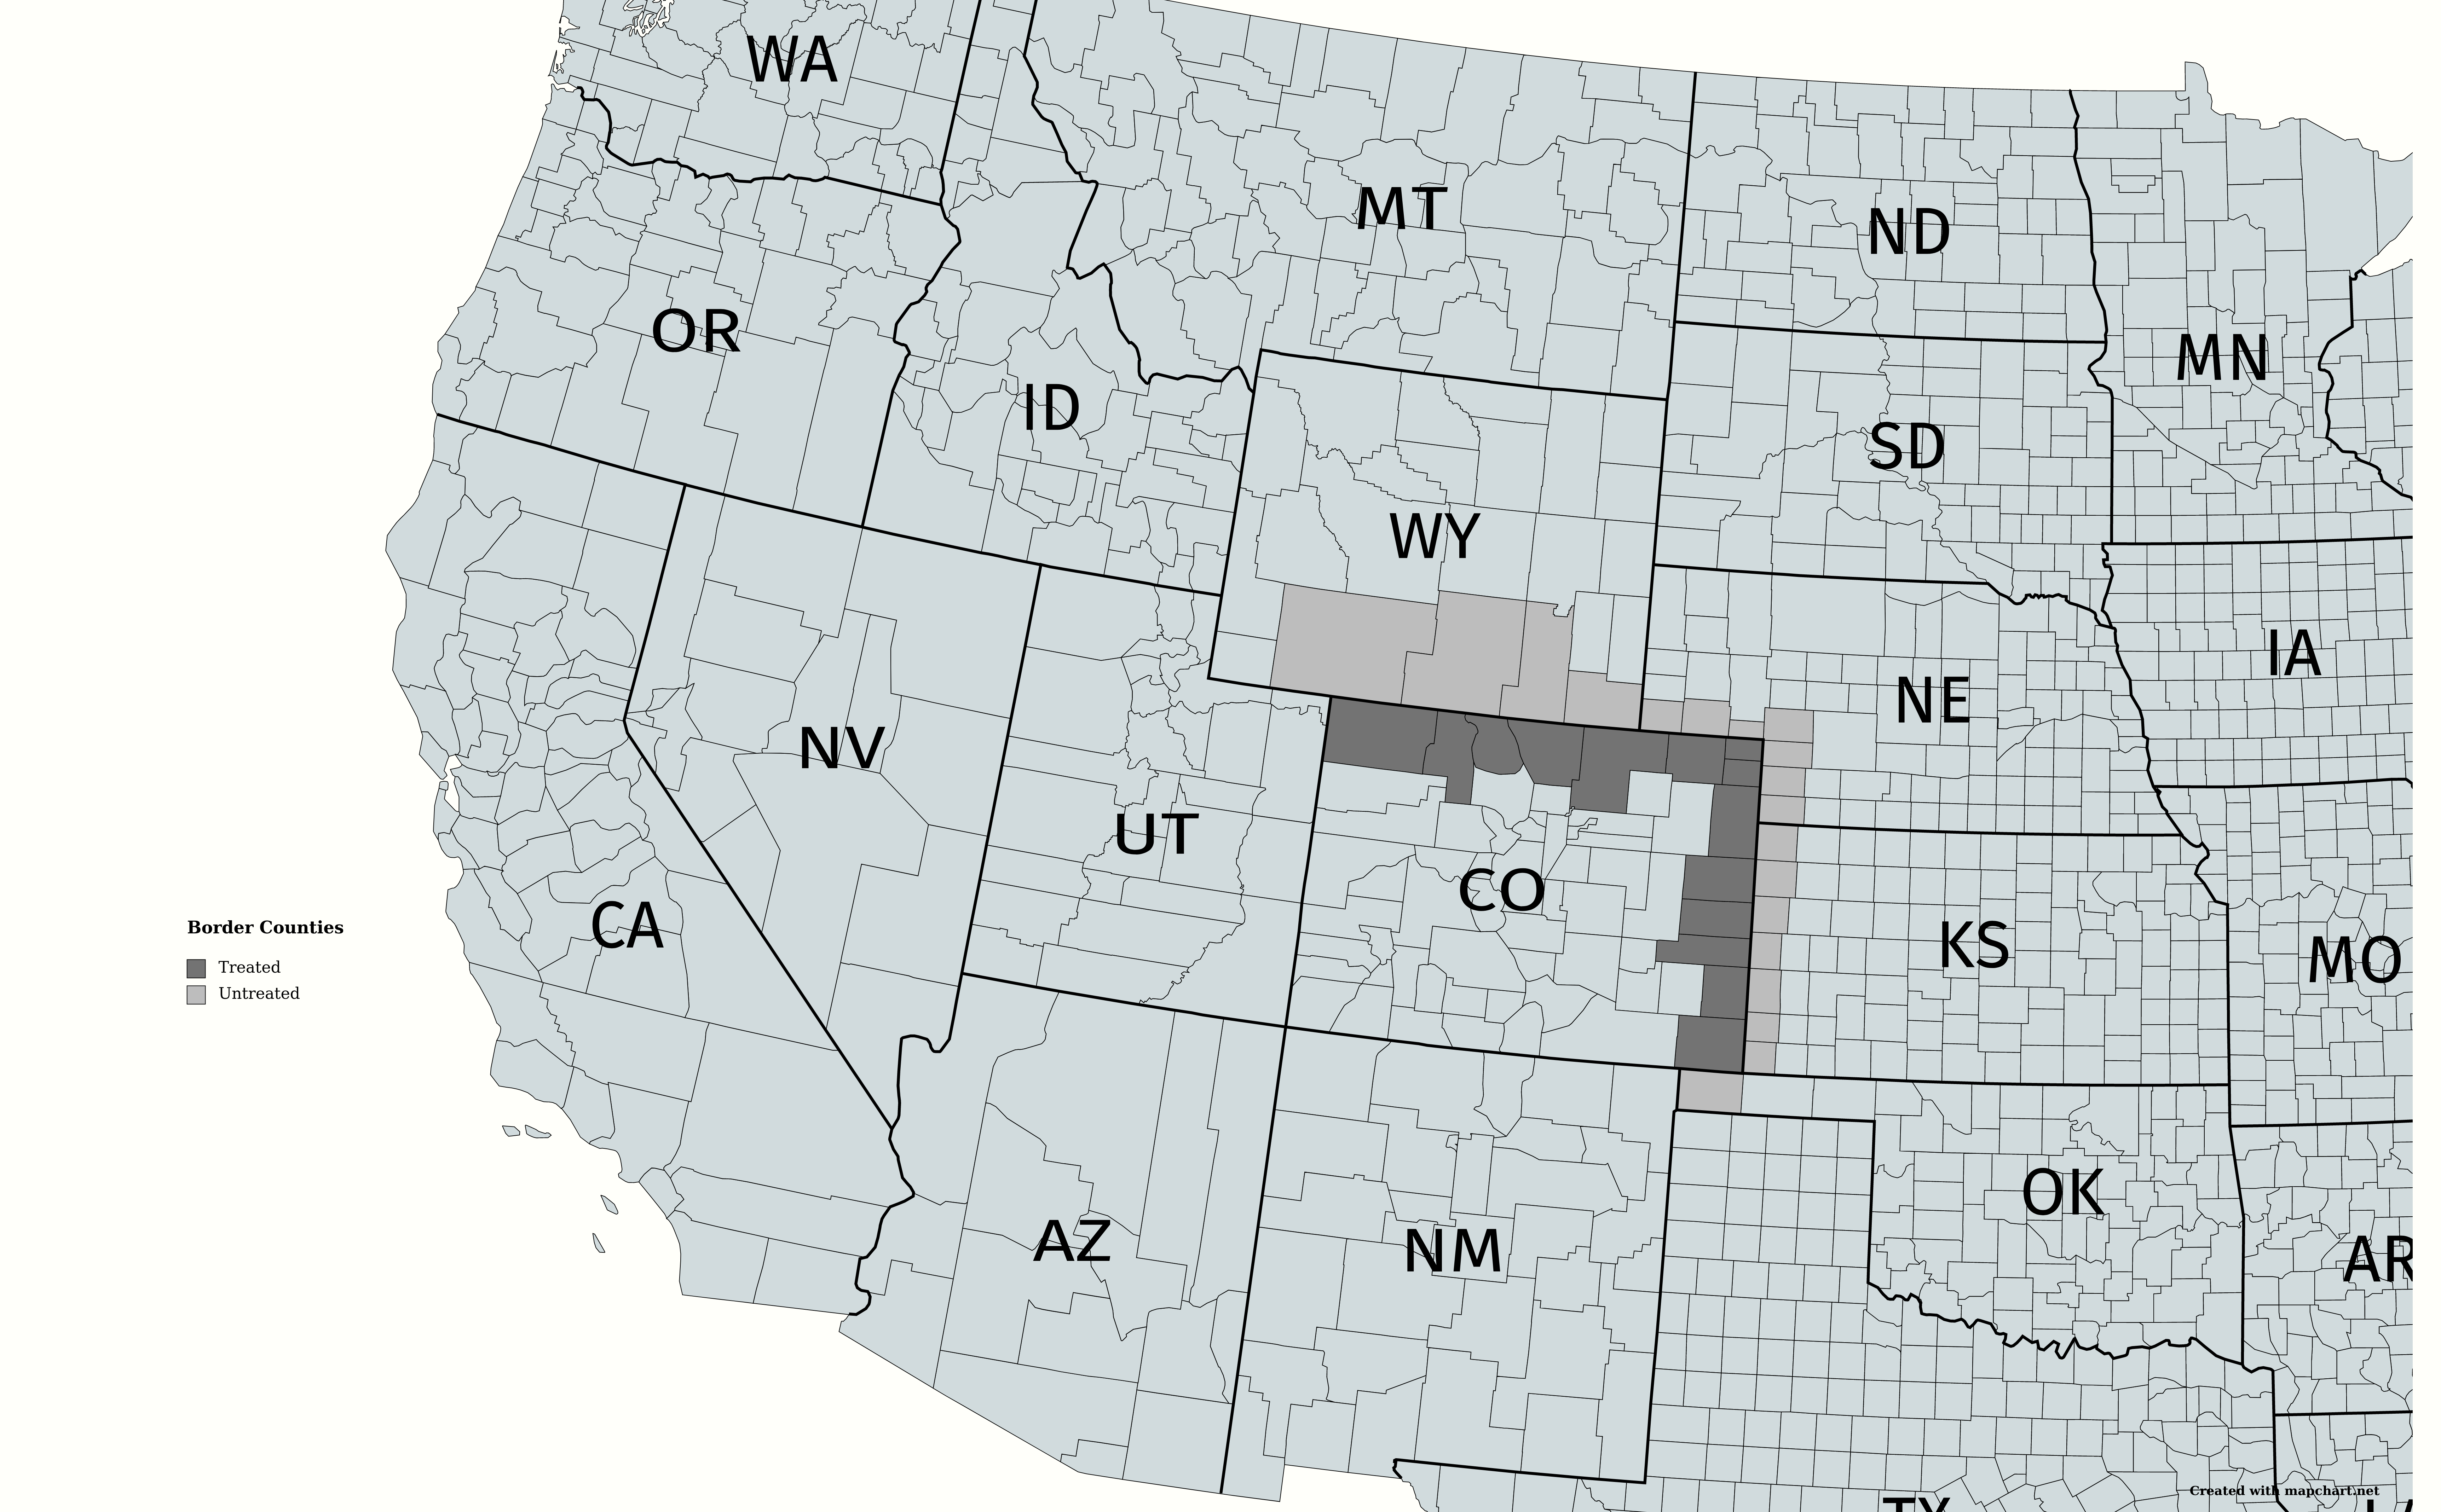 WA
MT
ND
OR
MN
ID
SD
WY
IA
NE
NV
UT
CO
CA
KS
MO
Border Counties
Treated
Untreated
OK
AZ
NM
AR
TX
Created with mapchart.net